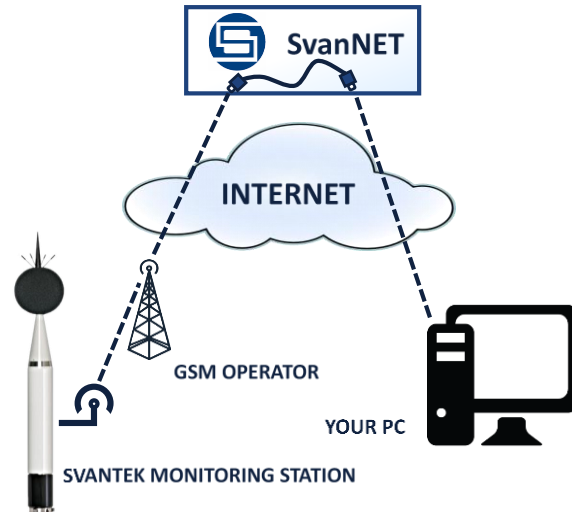 SvanNET
INTERNET
GSM OPERATOR
YOUR PC
SVANTEK MONITORING STATION